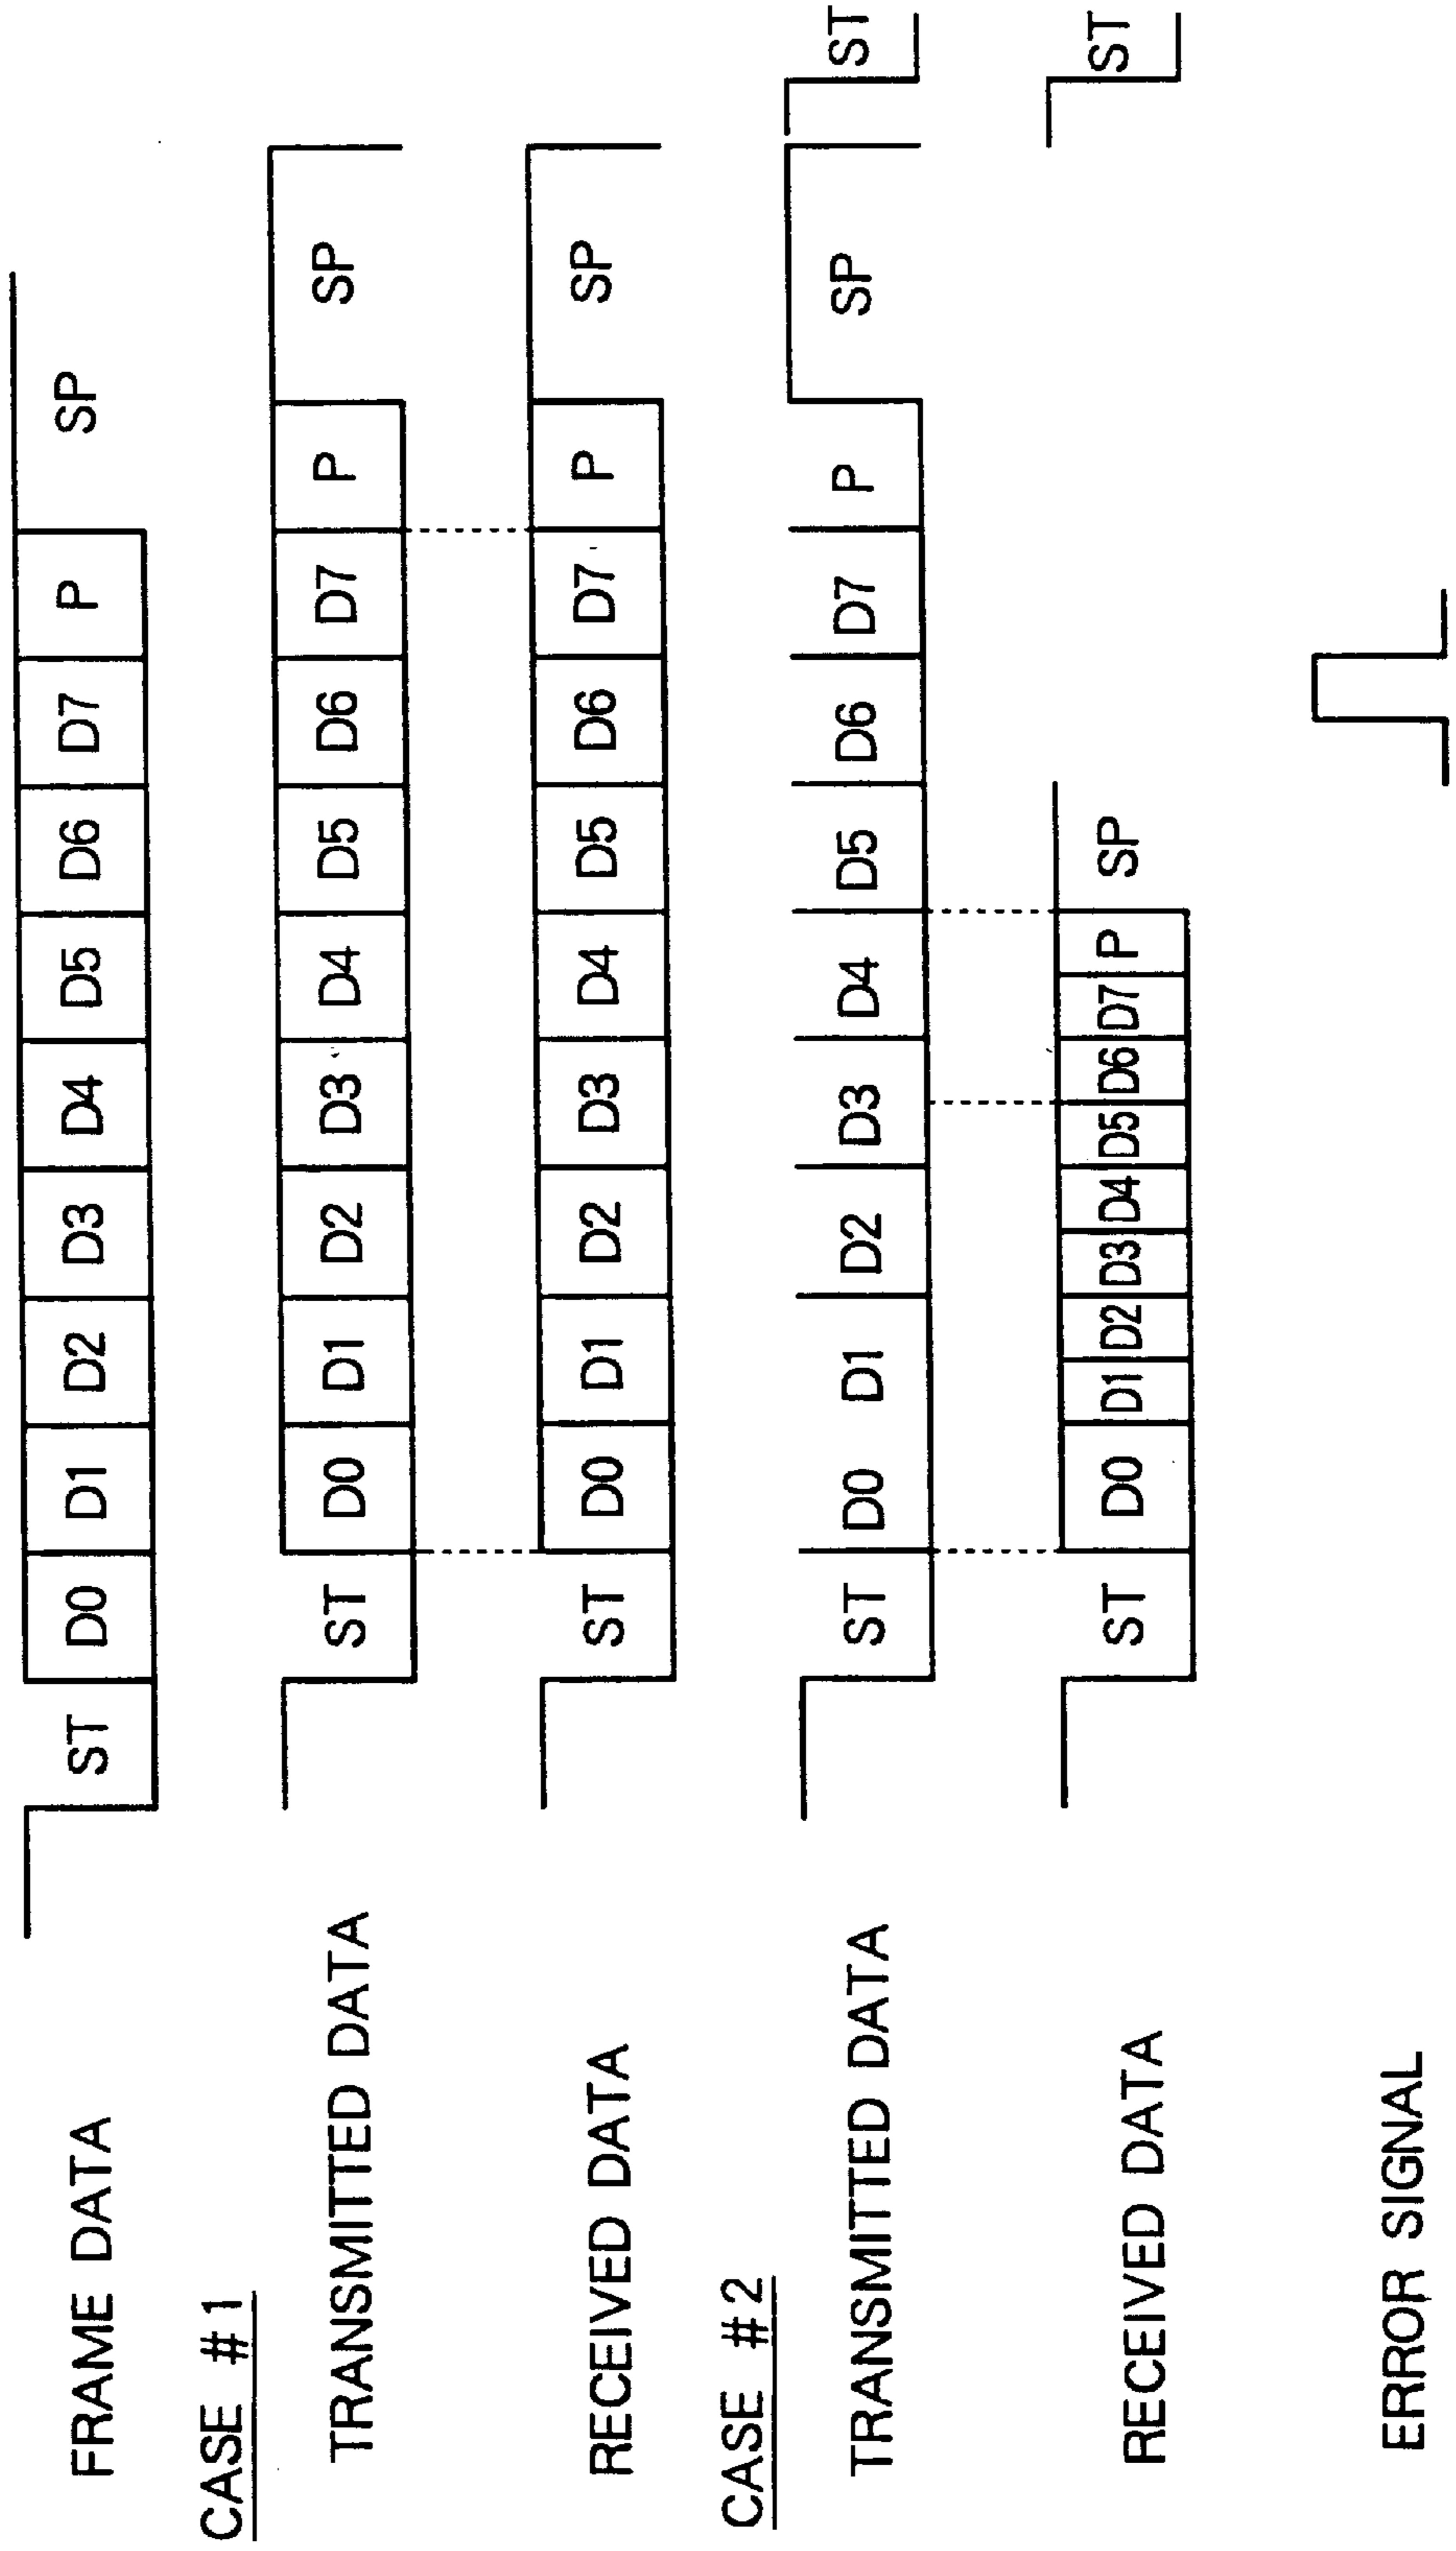 FRAME DATA ST D0 D1 D2 D3 D4 D5 D6 D7 P SP
CASE #1
TRANSMITTED DATA ST D0 D1 D2 D3 D4 D5 D6 D7 P SP
RECEIVED DATA ST D0 D1 D2 D3 D4 D5 D6 D7 P SP
CASE #2
TRANSMITTED DATA ST D0 D1 D2 D3 D4 D5 D6 D7 P SP ST
RECEIVED DATA ST D0 D1 D2 D3 D4 D5 D6 D7 P SP ST
ERROR SIGNAL